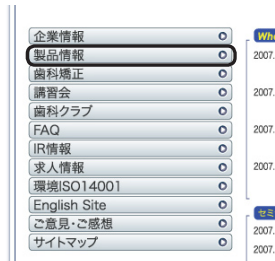 企業情報
製品情報
歯科矯正
講習会
歯科クラブ
FAQ
IR情報
求人情報
環境ISO14001
English Site
ご意見・ご感想
サイトマップ
2007.
2007.
2007.
2007.
2007.
2007.